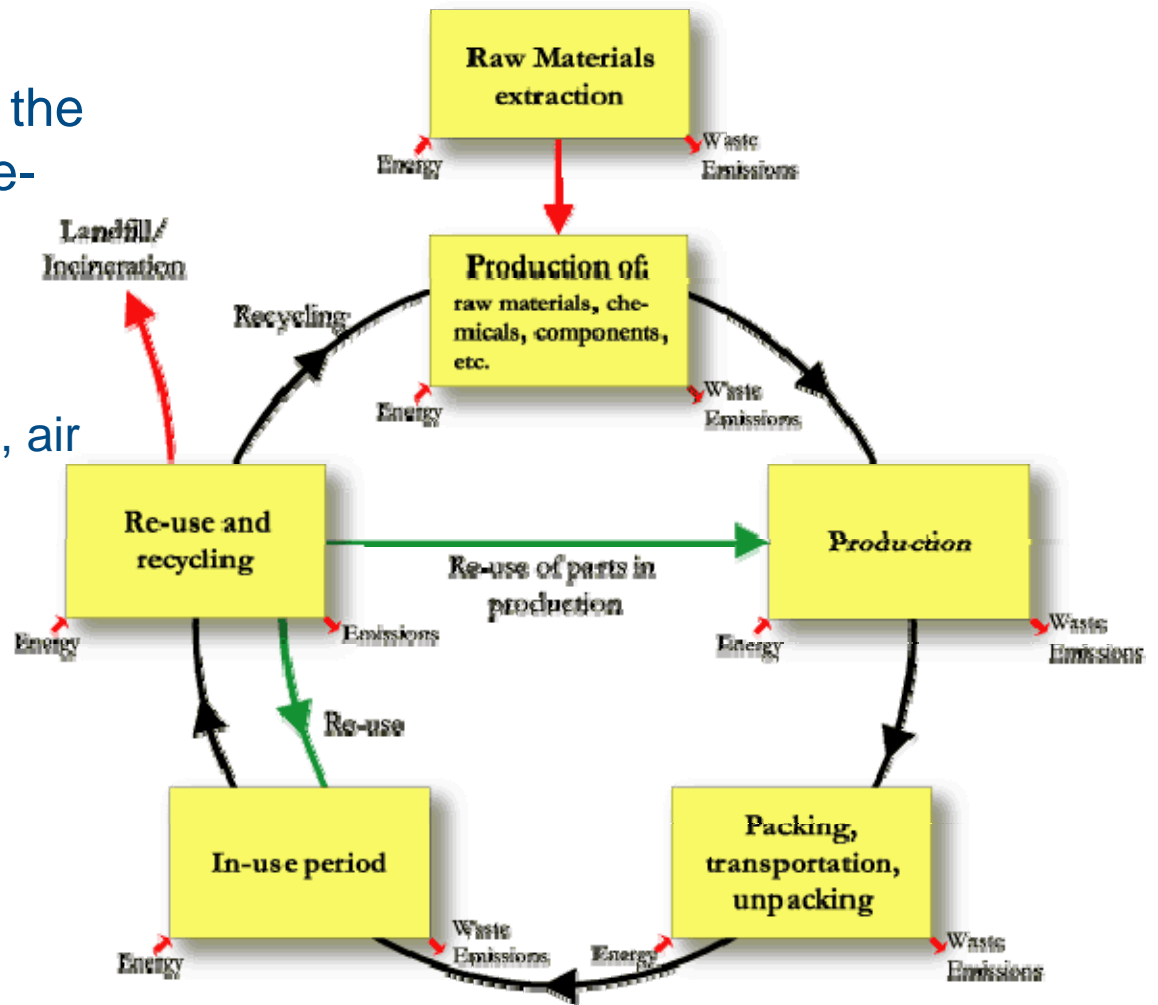 the
e-
, air
Raw Materials
extraction
Energy
Waste
Emissions
Landfill/
Incineration
Recycling
Production of:
raw materials, che-
micals, components,
etc.
Energy
Waste
Emissions
Re-use and
recycling
Energy
Emissions
Re-use of parts in
production
Production
Energy
Waste
Emissions
Re-use
In-use period
Energy
Waste
Emissions
Packing,
transportation,
unpacking
Energy
Waste
Emissions